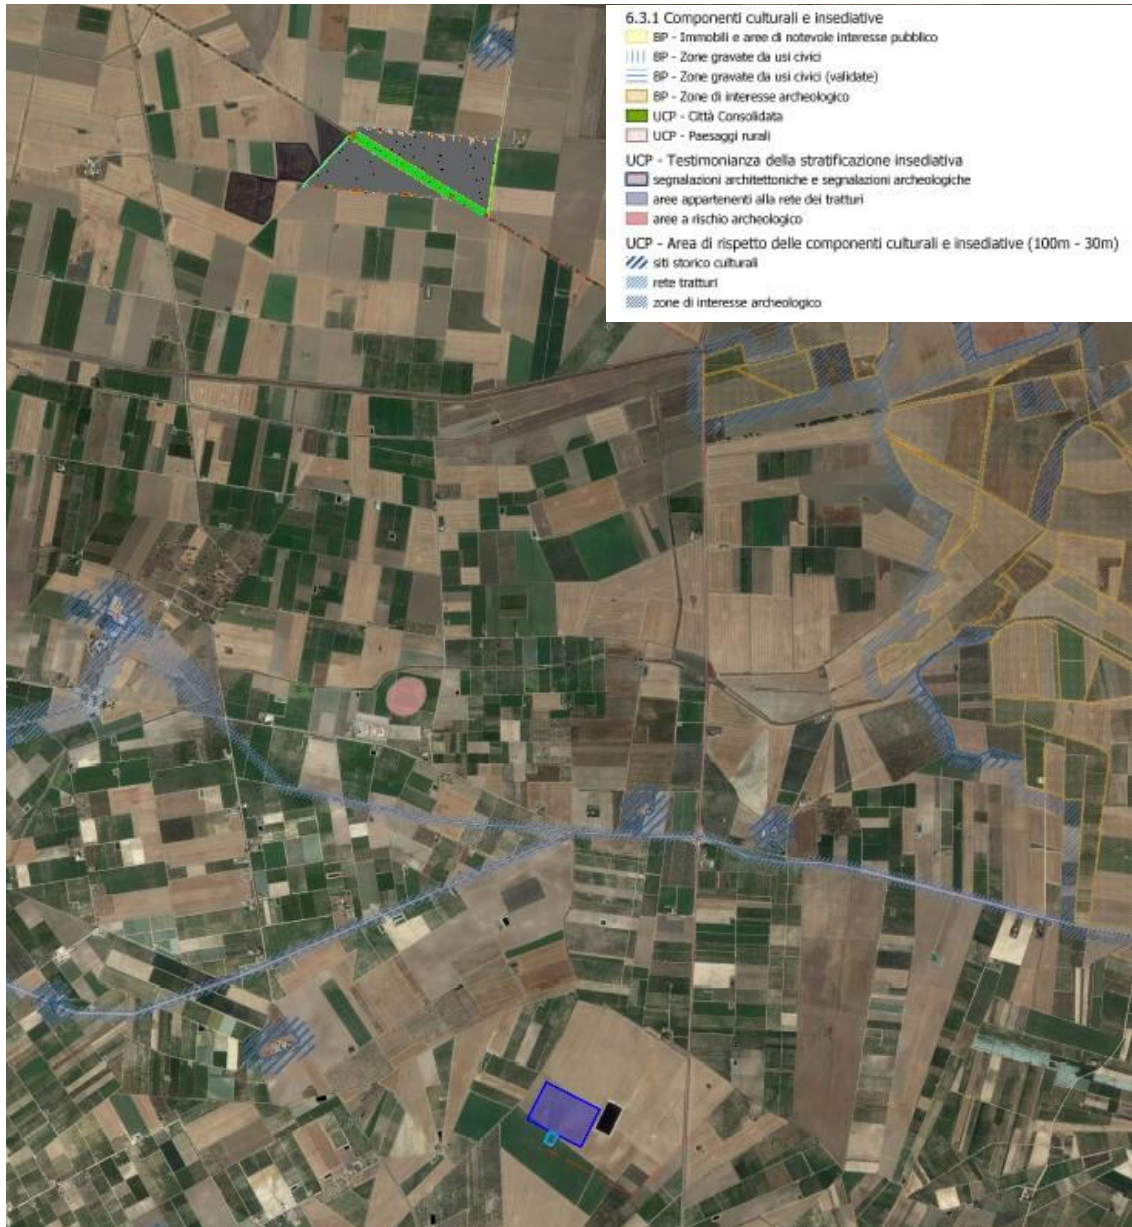 6.3.1 Componenti culturali e insediative
BP - Immobili e aree di notevole interesse pubblico
BP - Zone gravate da usi civici
BP - Zone gravate da usi civici (validate)
BP - Zone di interesse archeologico
UCP - Città Consolidata
UCP - Paesaggi rurali
UCP - Testimonianza della stratificazione insediativa
segnalazioni architettoniche e segnalazioni archeologiche
aree appartenenti alla rete dei tratturi
aree a rischio archeologico
UCP - Area di rispetto delle componenti culturali e insediative (100m - 30m)
siti storico culturali
rete tratturi
zone di interesse archeologico